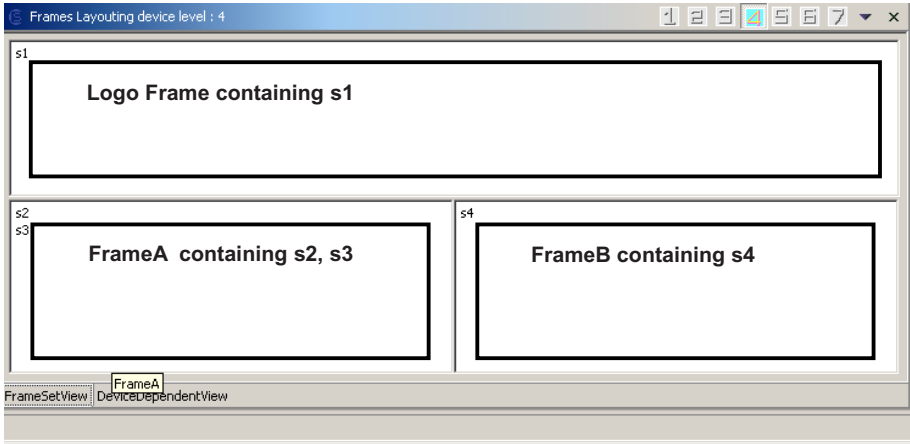 Frames Layouting device level : 4
1 2 3 4 5 6 7
s1
Logo Frame containing s1
s2
s3
FrameA containing s2, s3
s4
FrameB containing s4
FrameA
FrameSetView DeviceDependentView